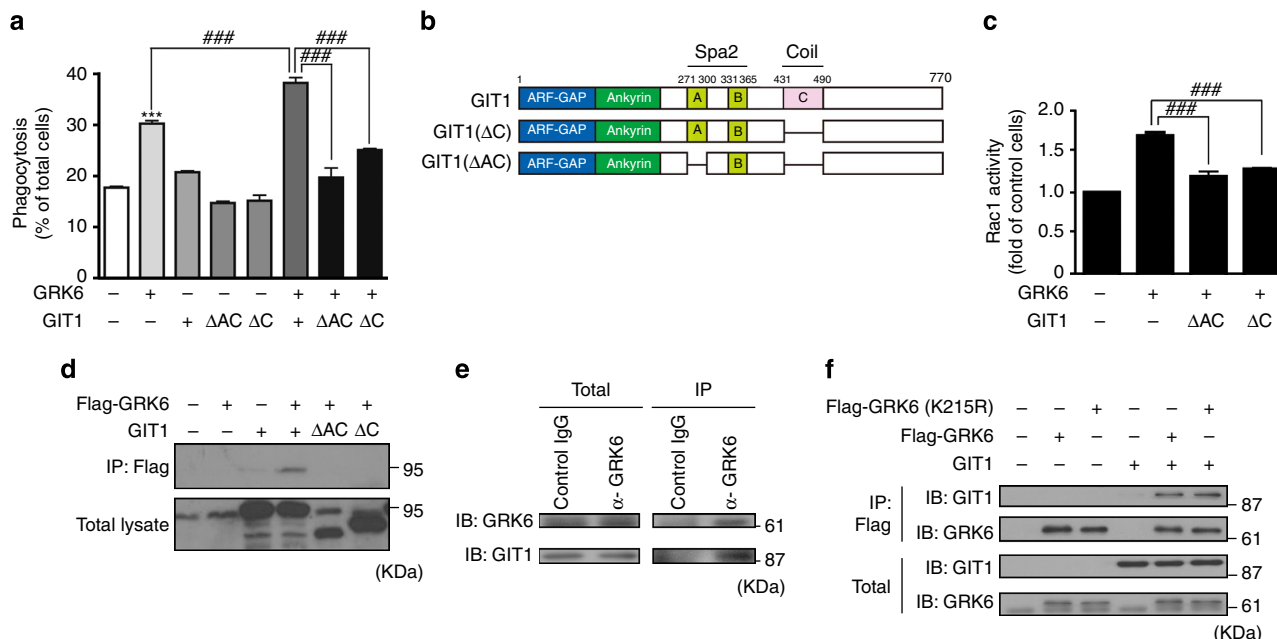 a
Phagocytosis
(% of total cells)
40
30
20
10
0
***
###
###
###
GRK6 – + – – – + + +
GIT1 – – + ΔAC ΔC + ΔAC ΔC
b
Spa2 Coil
1 271 300 331 365 431 490 770
GIT1 ARF-GAP Ankyrin A B C
GIT1(ΔC) ARF-GAP Ankyrin A B
GIT1(ΔAC) ARF-GAP Ankyrin B
c
Rac1 activity
(fold of control cells)
2.0
1.5
1.0
0.5
0
###
###
GRK6 – + + +
GIT1 – – ΔAC ΔC
d
Flag-GRK6 – + – + + +
GIT1 – – + + ΔAC ΔC
IP: Flag 95
Total lysate 95
(KDa)
e
Total IP
Control IgG α- GRK6 Control IgG α- GRK6
IB: GRK6 61
IB: GIT1 87
(KDa)
f
Flag-GRK6 (K215R) – – + – – +
Flag-GRK6 – + – – + –
GIT1 – – – + + +
IP: Flag
IB: GIT1 87
IB: GRK6 61
Total
IB: GIT1 87
IB: GRK6 61
(KDa)